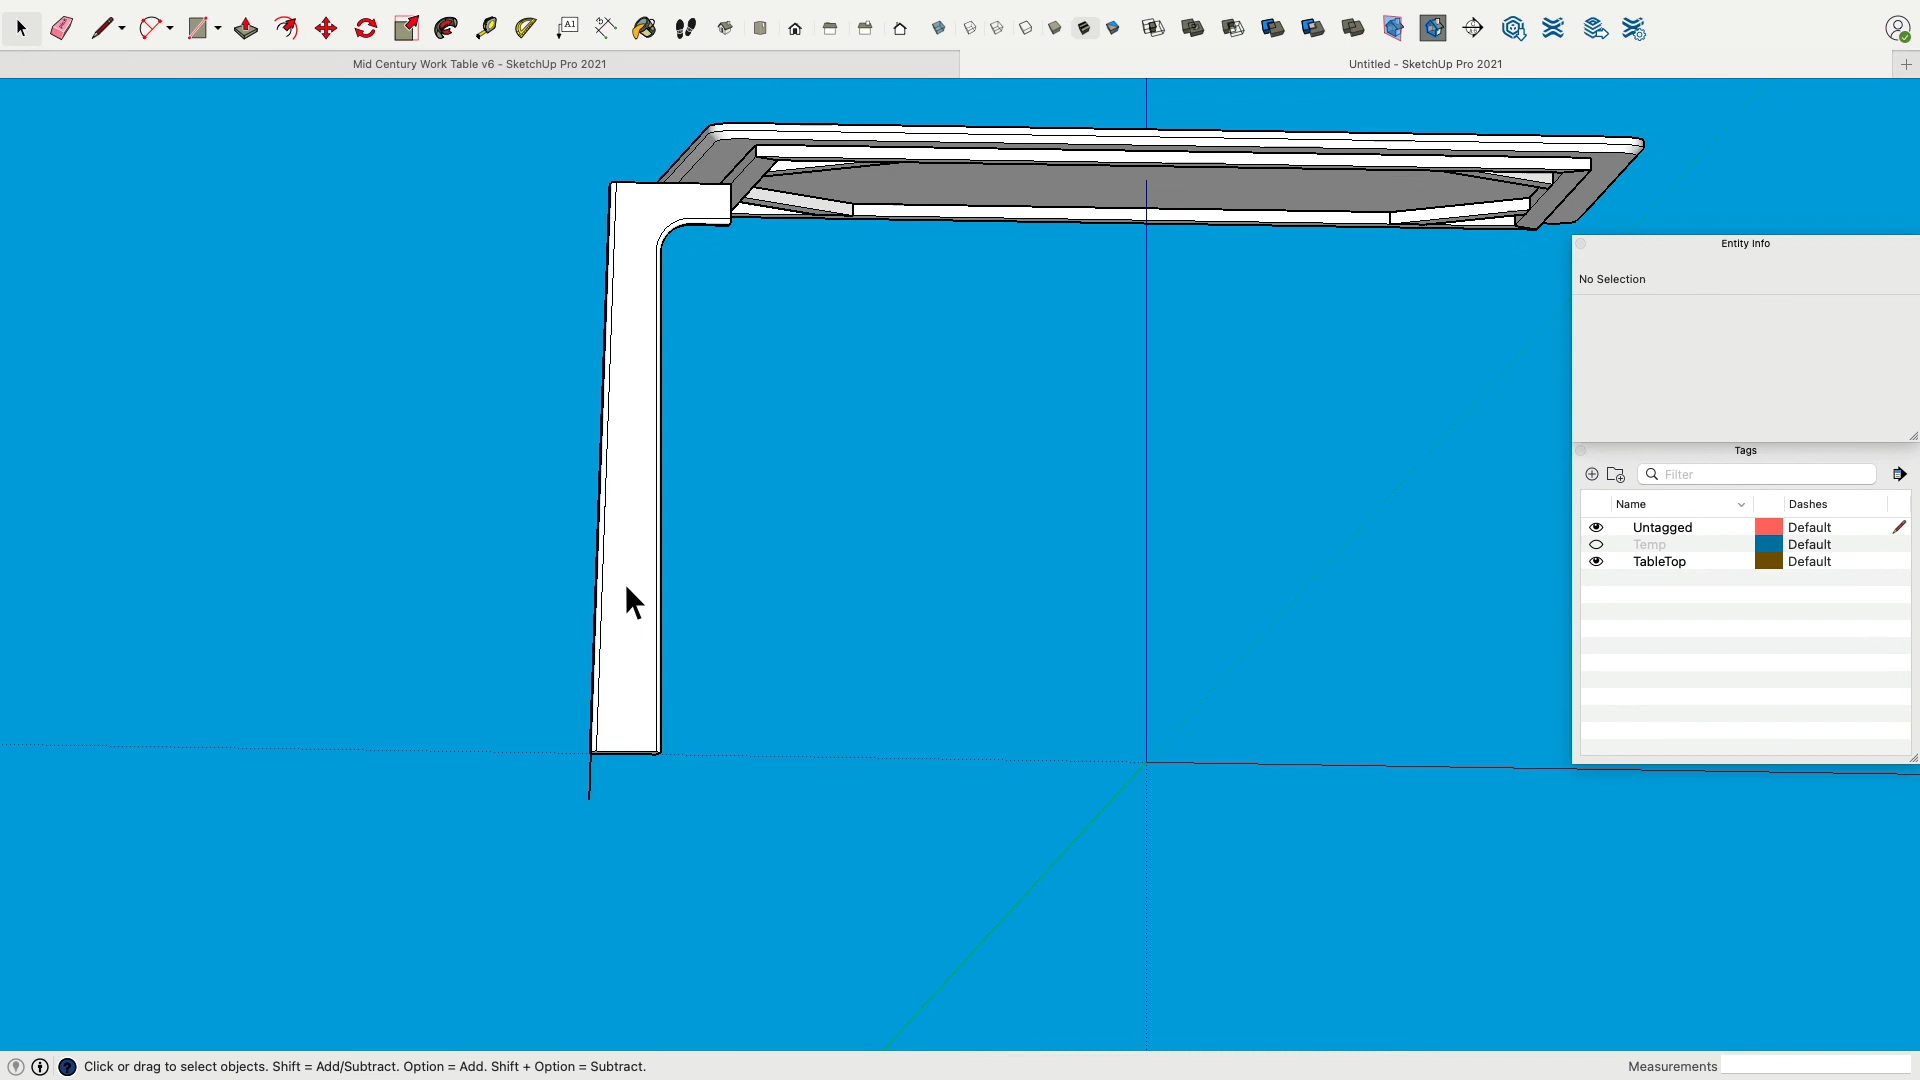 A1
Mid Century Work Table v6 - SketchUp Pro 2021
Untitled - SketchUp Pro 2021
Entity Info
No Selection
Tags
Filter
Name
Dashes
Untagged
Default
Temp
Default
TableTop
Default
Click or drag to select objects. Shift = Add/Subtract. Option = Add. Shift + Option = Subtract.
Measurements